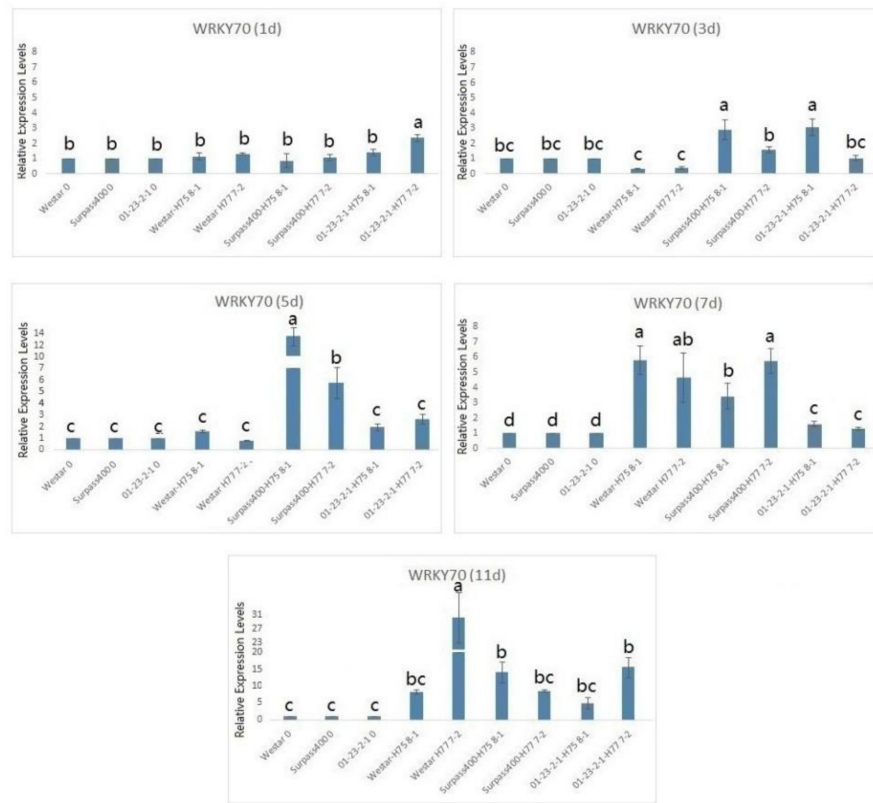 WRKY70 (1d)
Relative Expression Levels
8
7
6
5
4
3
2
1
0
b b b b b b b b a
Westar 0
Surpass400 0
01-23-2-1 0
Westar-H75 8-1
Westar H77 7-2
Surpass400-H75 8-1
Surpass400-H77 7-2
01-23-2-1-H75 8-1
01-23-2-1-H77 7-2
WRKY70 (3d)
Relative Expression Levels
8
7
6
5
4
3
2
1
0
bc bc bc c c a b a bc
Westar 0
Surpass400 0
01-23-2-1 0
Westar-H75 8-1
Westar H77 7-2
Surpass400-H75 8-1
Surpass400-H77 7-2
01-23-2-1-H75 8-1
01-23-2-1-H77 7-2
WRKY70 (5d)
Relative Expression Levels
14
12
10
7
6
4
3
2
1
0
c c c c c a b c c
Westar 0
Surpass400 0
01-23-2-1 0
Westar-H75 8-1
Westar H77 7-2 .
Surpass400-H75 8-1
Surpass400-H77 7-2
01-23-2-1-H75 8-1
01-23-2-1-H77 7-2
WRKY70 (7d)
Relative Expression Levels
8
7
6
5
4
3
2
1
0
d d d a ab b a c c
Westar 0
Surpass400 0
01-23-2-1 0
Westar-H75 8-1
Westar H77 7-2
Surpass400-H75 8-1
Surpass400-H77 7-2
01-23-2-1-H75 8-1
01-23-2-1-H77 7-2
WRKY70 (11d)
Relative Expression Levels
31
27
23
20
15
10
5
0
c c c bc a b bc bc b
Westar 0
Surpass400 0
01-23-2-1 0
Westar-H75 8-1
Westar H77 7-2
Surpass400-H75 8-1
Surpass400-H77 7-2
01-23-2-1-H75 8-1
01-23-2-1-H77 7-2